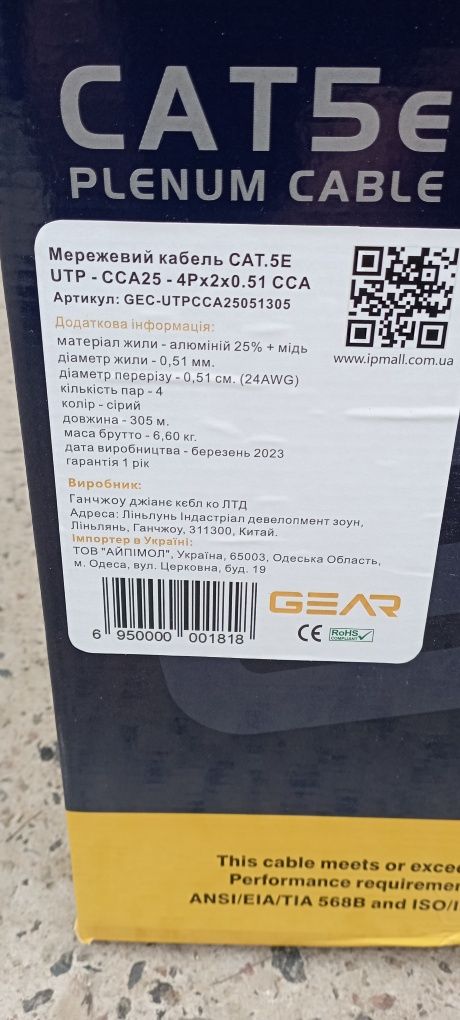 CAT5E
PLENUM CABLE
Мережевий кабель CAT.5E
UTP - CCA25 - 4Px2x0.51 CCA
Артикул: GEC-UTPCCA25051305
www.ipmall.com.ua
Додаткова інформація:
матеріал жили - алюміній 25% + мідь
діаметр жили - 0,51 мм.
діаметр перерізу - 0,51 см. (24AWG)
кількість пар - 4
колір - сірий
довжина - 305 м.
маса брутто - 6,60 кг.
дата виробництва - березень 2023
гарантія 1 рік
Виробник:
Ганчжоу джіанс кєбл ко ЛТД
Адреса: Ліньлунь Індастріал девелопмент зоун,
Ліньлянь, Ганчжоу, 311300, Китай.
Імпортер в Україні:
ТОВ "АЙПІМОЛ", Україна, 65003, Одеська Область,
м. Одеса, вул. Церковна, буд. 19
6 950000 001818
GEAR
CE RoHS
COMPLIANT
This cable meets or excee
Performance requiremen
ANSI/EIA/TIA 568B and ISO/I